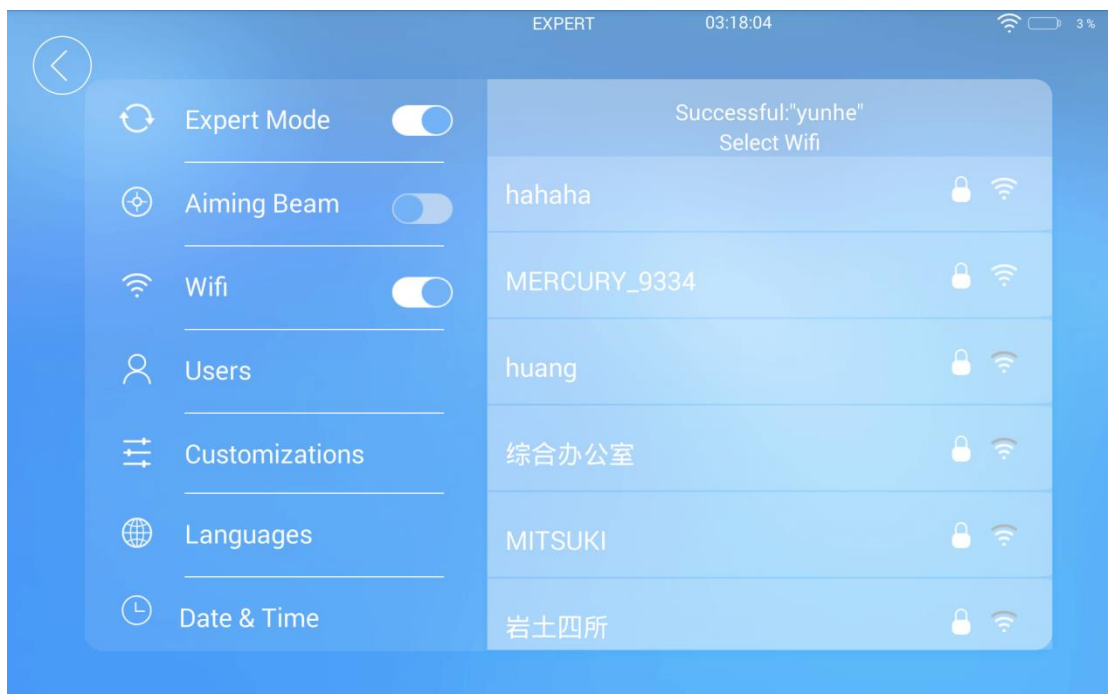 EXPERT 03:18:04 3 %
Expert Mode
Aiming Beam
Wifi
Users
Customizations
Languages
Date & Time
Successful:"yunhe"
Select Wifi
hahaha
MERCURY_9334
huang
综合办公室
MITSUKI
岩土四所